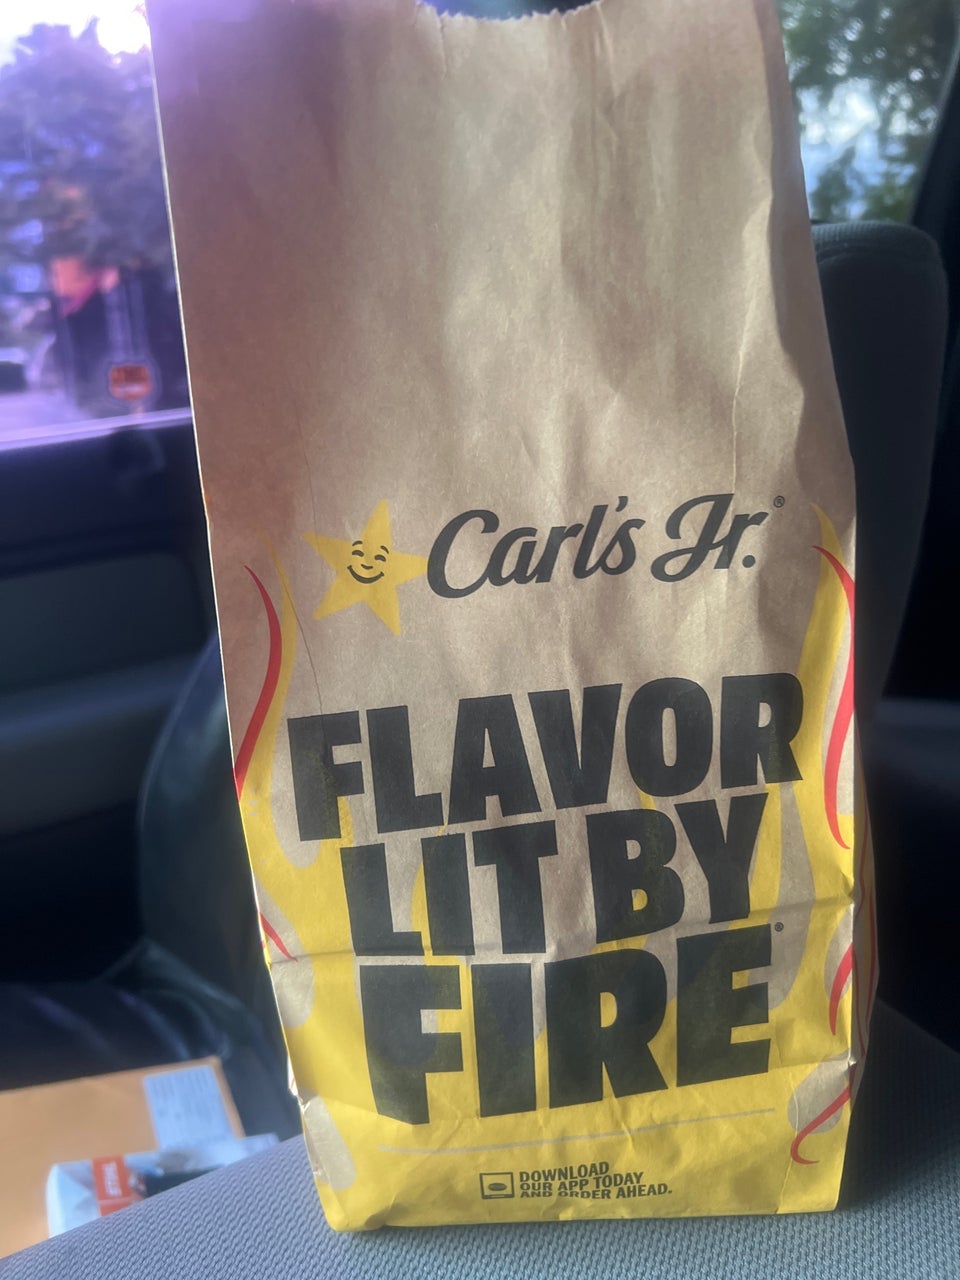 Carl's Jr.®
FLAVOR
LIT BY
FIRE®
DOWNLOAD
OUR APP TODAY
AND ORDER AHEAD.